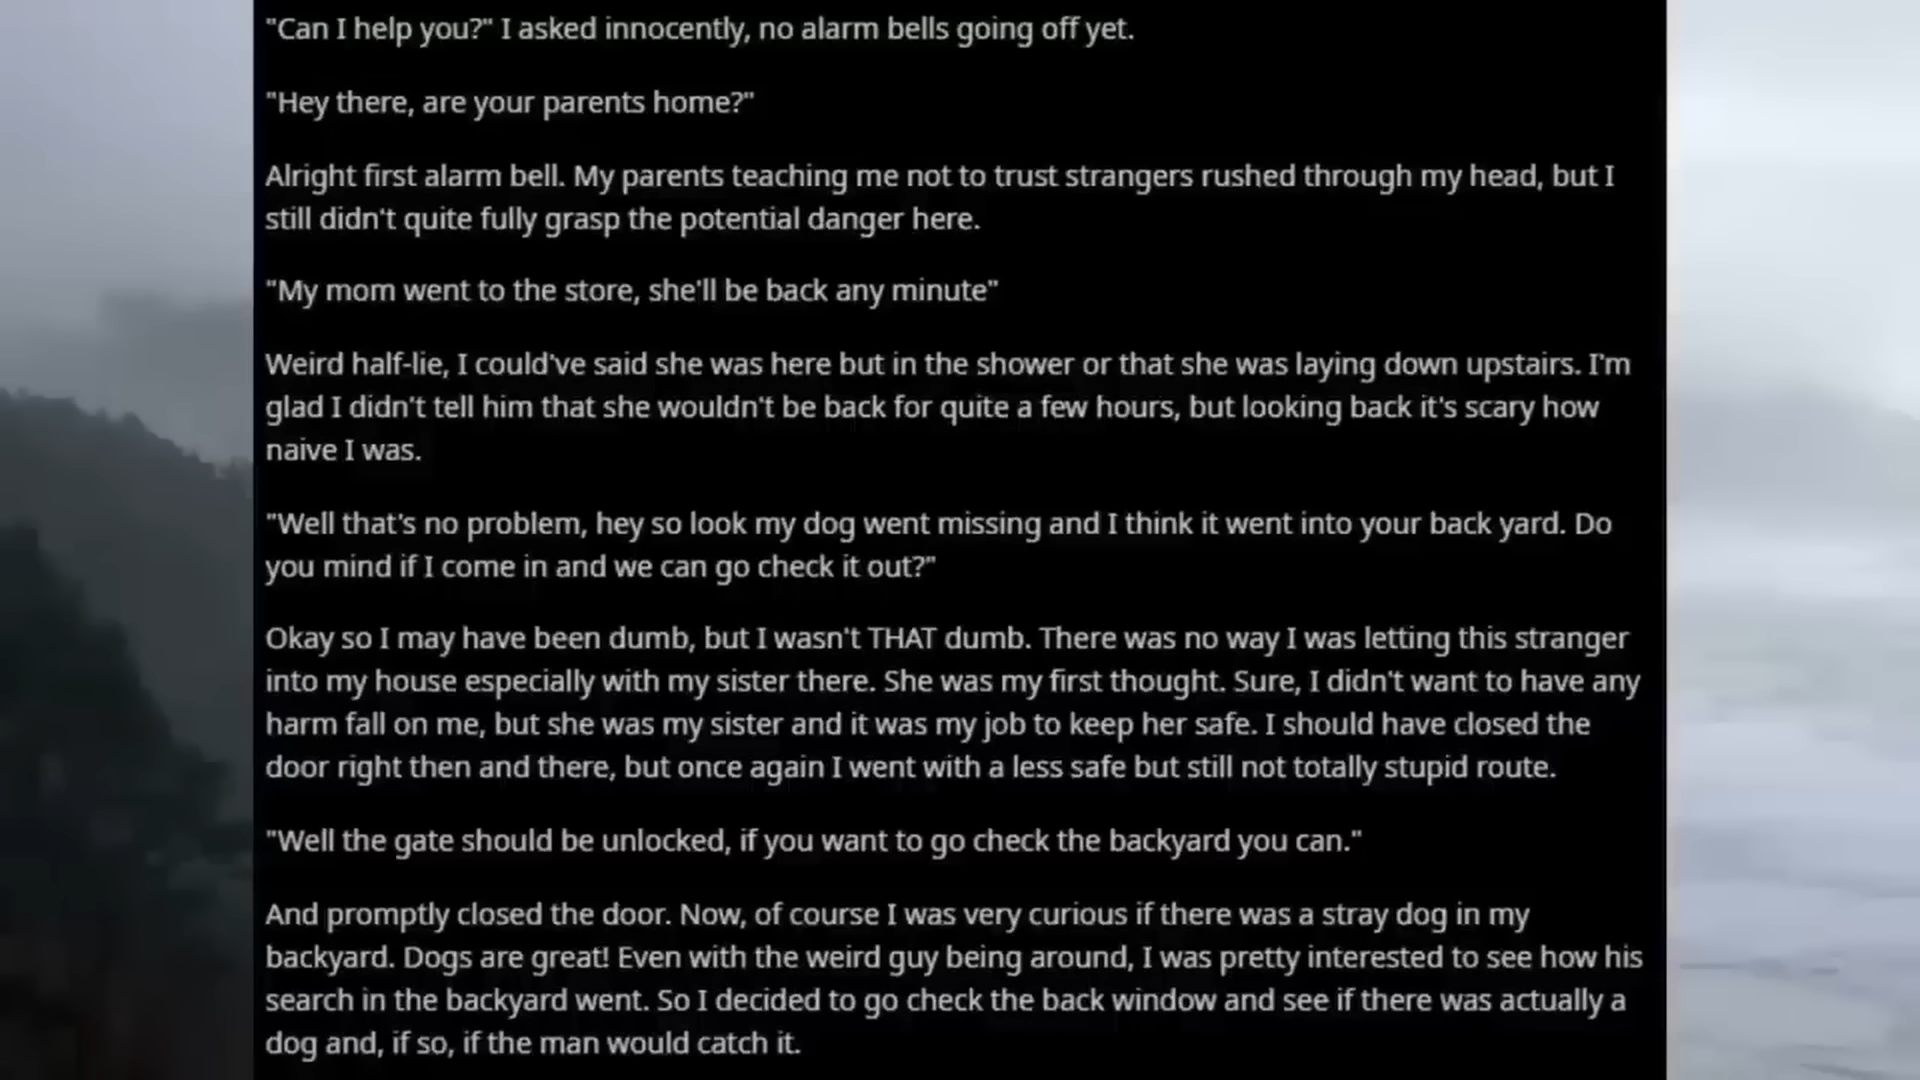 "Can I help you?" I asked innocently, no alarm bells going off yet.
"Hey there, are your parents home?"
Alright first alarm bell. My parents teaching me not to trust strangers rushed through my head, but I
still didn't quite fully grasp the potential danger here.
"My mom went to the store, she'll be back any minute"
Weird half-lie, I could've said she was here but in the shower or that she was laying down upstairs. I'm
glad I didn't tell him that she wouldn't be back for quite a few hours, but looking back it's scary how
naive I was.
"Well that's no problem, hey so look my dog went missing and I think it went into your back yard. Do
you mind if I come in and we can go check it out?"
Okay so I may have been dumb, but I wasn't THAT dumb. There was no way I was letting this stranger
into my house especially with my sister there. She was my first thought. Sure, I didn't want to have any
harm fall on me, but she was my sister and it was my job to keep her safe. I should have closed the
door right then and there, but once again I went with a less safe but still not totally stupid route.
"Well the gate should be unlocked, if you want to go check the backyard you can."
And promptly closed the door. Now, of course I was very curious if there was a stray dog in my
backyard. Dogs are great! Even with the weird guy being around, I was pretty interested to see how his
search in the backyard went. So I decided to go check the back window and see if there was actually a
dog and, if so, if the man would catch it.